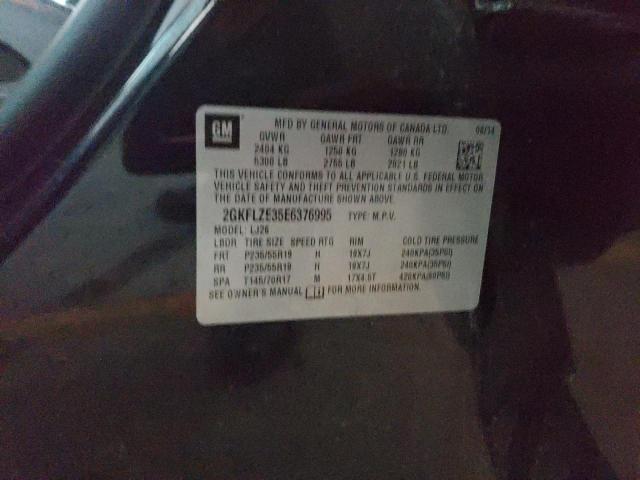 GM
MFD BY GENERAL MOTORS OF CANADA LTD. 06/14
GVWR GAWR FRT GAWR RR
2404 KG 1250 KG 1280 KG
5300 LB 2755 LB 2821 LB
THIS VEHICLE CONFORMS TO ALL APPLICABLE U.S. FEDERAL MOTOR
VEHICLE SAFETY AND THEFT PREVENTION STANDARDS IN EFFECT ON
THE DATE OF MANUFACTURE SHOWN ABOVE.
2GKFLZE35E6376995 TYPE: M.P.V.
MODEL: LJ26
LBDR TIRE SIZE SPEED RTG RIM COLD TIRE PRESSURE
FRT P235/55R19 H 19X7J 240KPA(35PSI)
RR P235/55R19 H 19X7J 240KPA(35PSI)
SPA T145/70R17 M 17X4.5T 420KPA(60PSI)
SEE OWNER'S MANUAL FOR MORE INFORMATION.